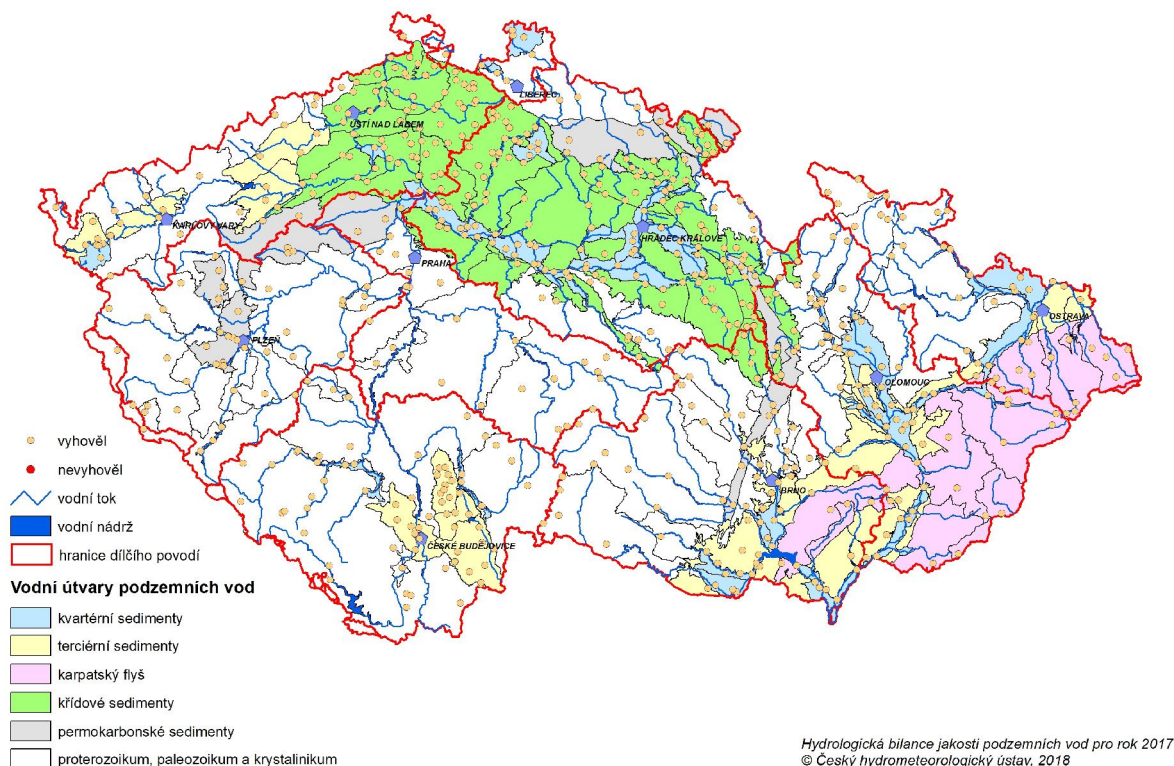 LIBEREC
ÚSTÍ NAD LABEM
KARLOVY VARY
HRADEC KRÁLOVÉ
PRAHA
OSTRAVA
PLZEŇ
OLOMOUC
BRNO
ČESKÉ BUDĚJOVICE
vyhověl
nevyhověl
vodní tok
vodní nádrž
hranice dílčího povodí
Vodní útvary podzemních vod
kvartérní sedimenty
terciérní sedimenty
karpatský flyš
křídové sedimenty
permokarbonské sedimenty
proterozoikum, paleozoikum a krystalinikum
Hydrologická bilance jakosti podzemních vod pro rok 2017
© Český hydrometeorologický ústav, 2018